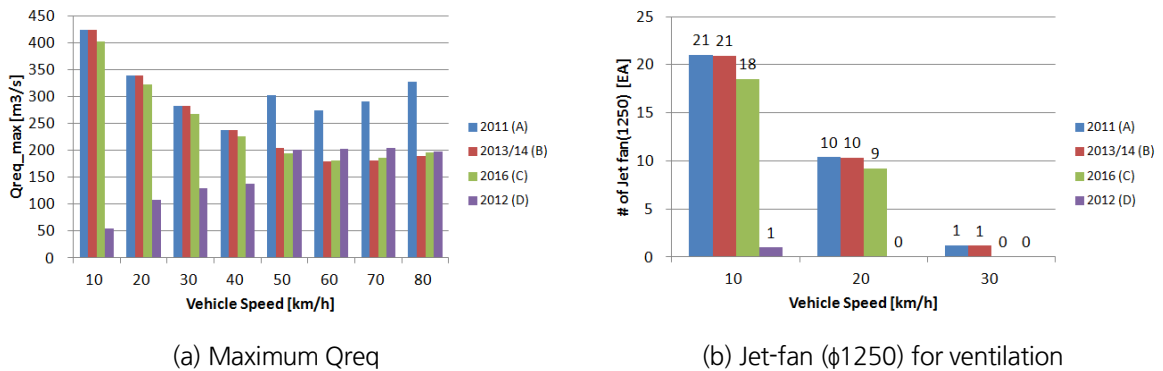 450
400
350
300
250
200
150
100
50
0
Qreq_max [m3/s]
10 20 30 40 50 60 70 80
Vehicle Speed [km/h]
2011 (A)
2013/14 (B)
2016 (C)
2012 (D)
(a) Maximum Qreq
25
20
15
10
5
0
# of Jet fan(1250) [EA]
21 21 18 1
10 10 9 0
1 1 0 0
10 20 30
Vehicle Speed [km/h]
2011 (A)
2013/14 (B)
2016 (C)
2012 (D)
(b) Jet-fan (ϕ1250) for ventilation